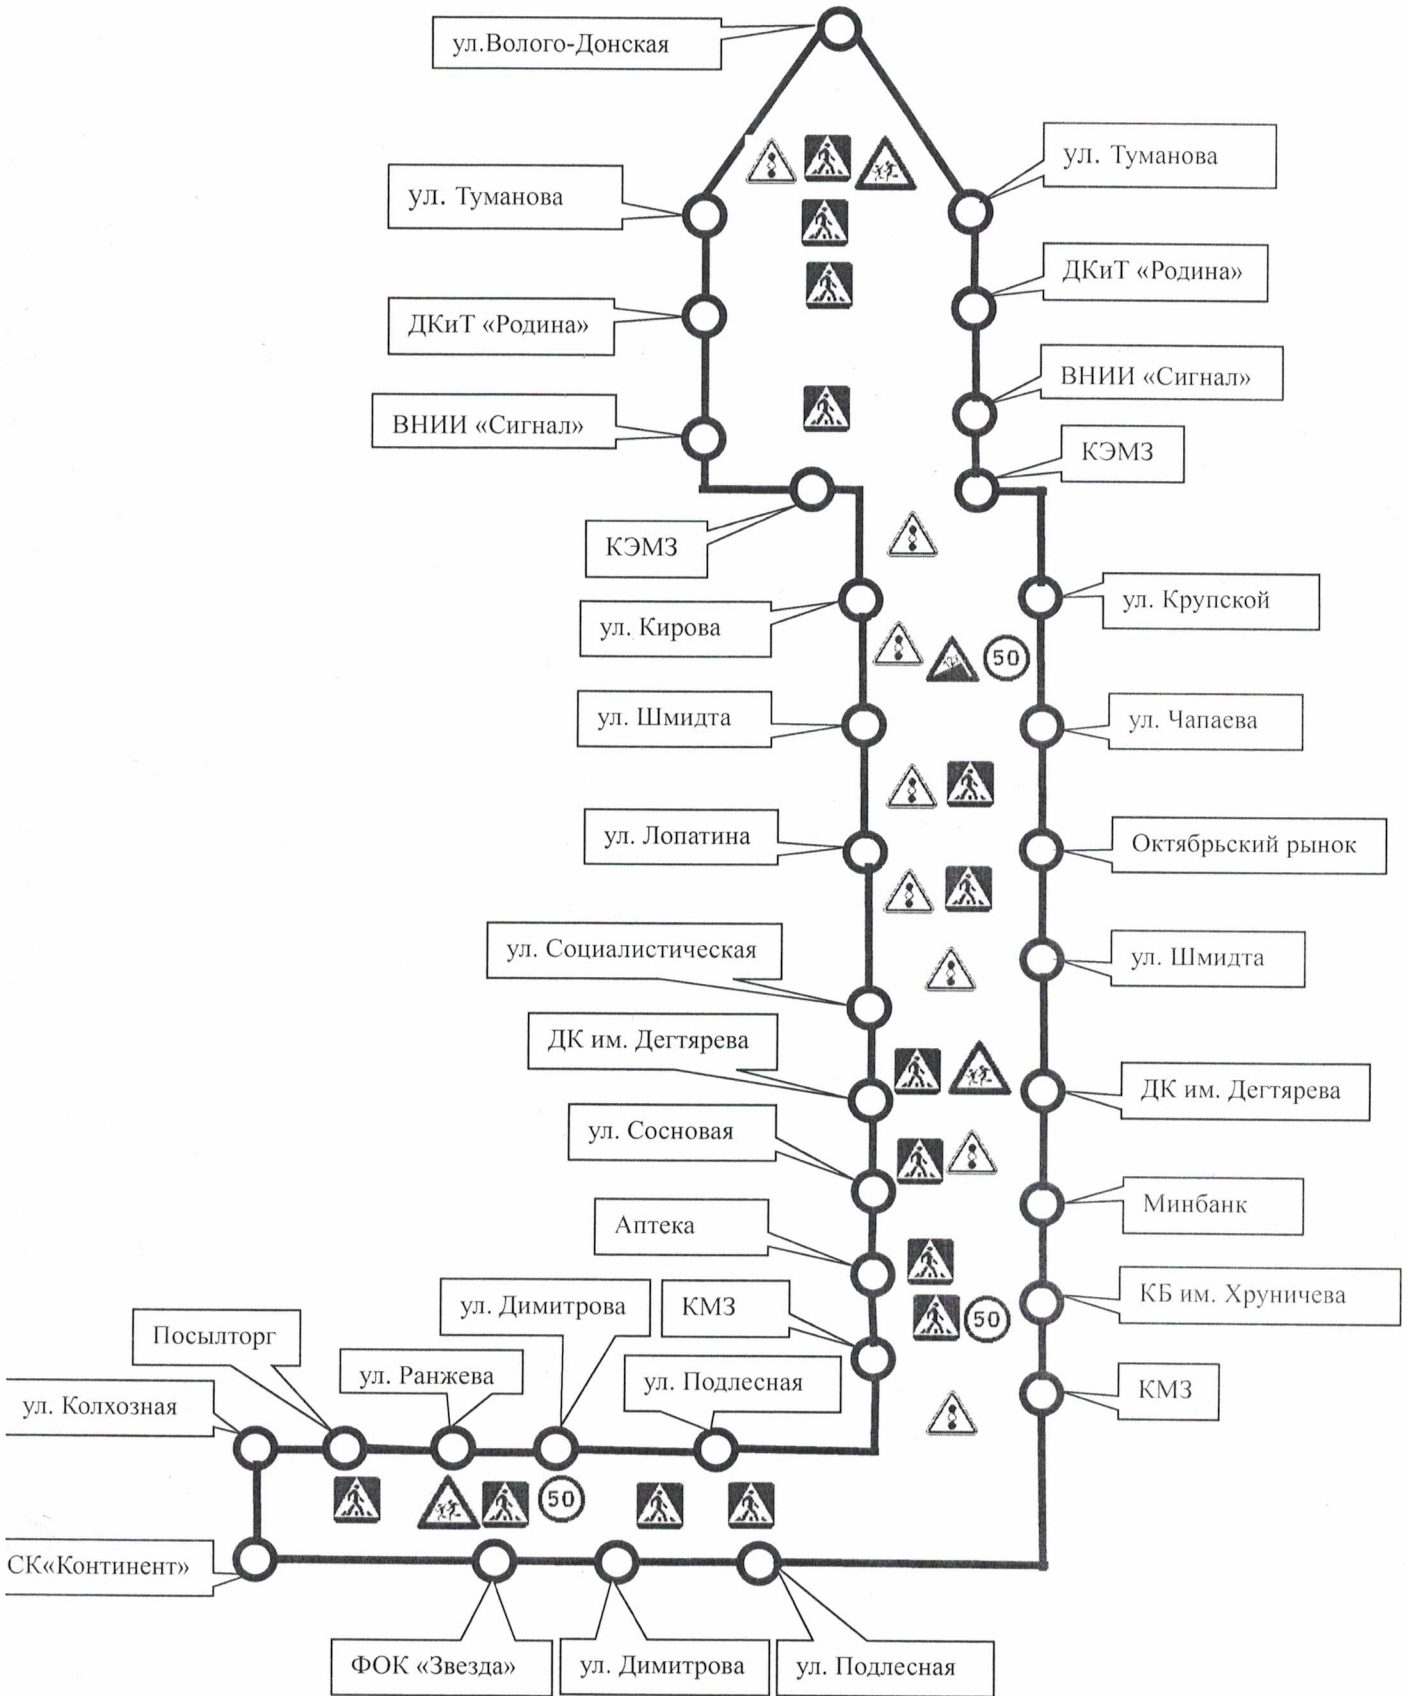 ул.Волого-Донская
ул. Туманова
ул. Туманова
ДКиТ «Родина»
ДКиТ «Родина»
ВНИИ «Сигнал»
ВНИИ «Сигнал»
КЭМЗ
КЭМЗ
ул. Крупской
ул. Кирова
50
ул. Шмидта
ул. Чапаева
ул. Лопатина
Октябрьский рынок
ул. Социалистическая
ул. Шмидта
ДК им. Дегтярева
ДК им. Дегтярева
ул. Сосновая
Минбанк
Аптека
КБ им. Хруничева
ул. Димитрова
КМЗ
50
Посылторг
ул. Ранжева
ул. Подлесная
КМЗ
ул. Колхозная
50
СК«Континент»
ФОК «Звезда»
ул. Димитрова
ул. Подлесная